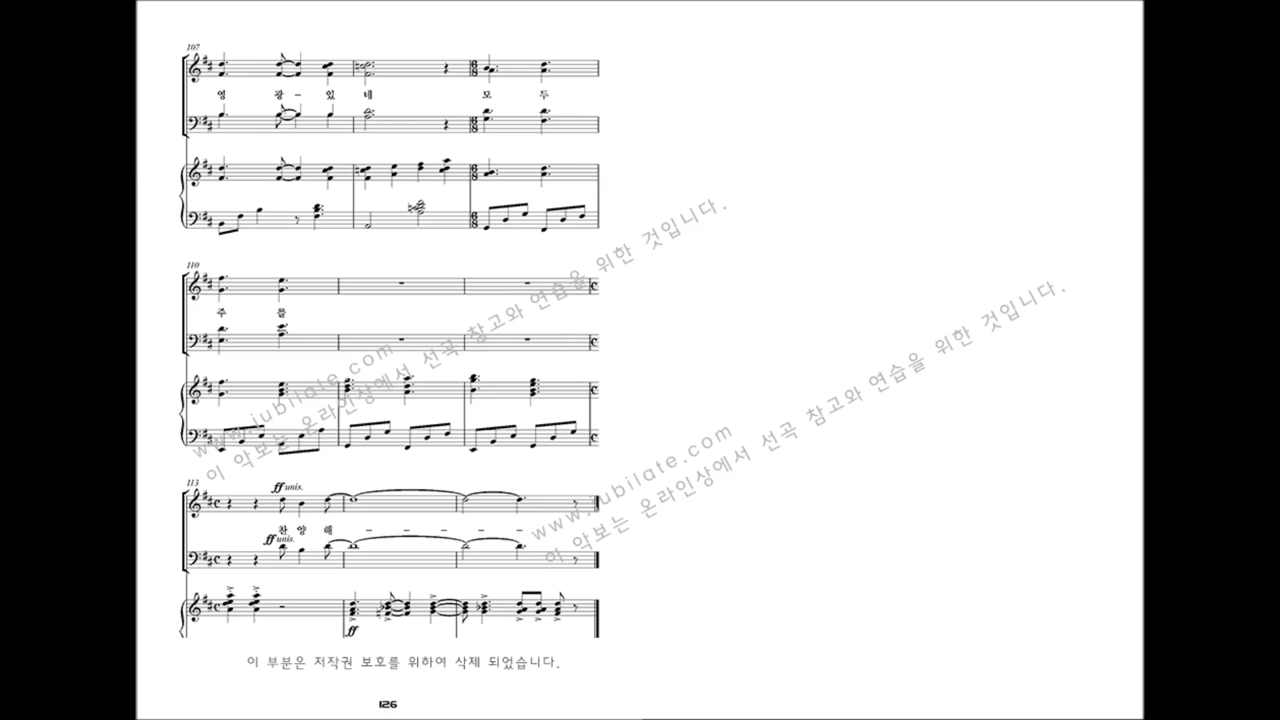 107
영 광 – 있 네 모 두
110
주 를
113
ff unis.
찬 양 해 - - - - -
ff unis.
ff
www.jubilate.com
이 악보는 온라인상에서 선곡 참고와 연습을 위한 것입니다.
www.jubilate.com
이 악보는 온라인상에서 선곡 참고와 연습을 위한 것입니다.
이 부분은 저작권 보호를 위하여 삭제 되었습니다.
126